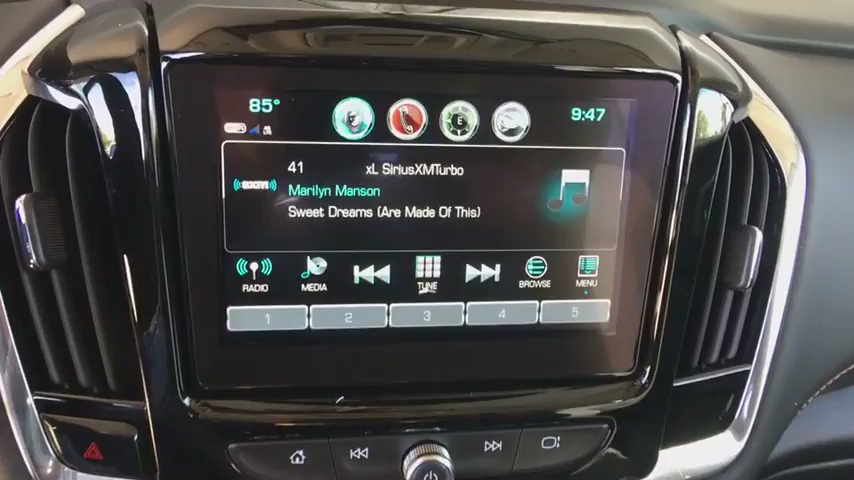 85° 9:47
41 xL SiriusXMTurbo
((SiriusXM))
Marilyn Manson
Sweet Dreams (Are Made Of This)
RADIO MEDIA TUNE BROWSE MENU
1 2 3 4 5